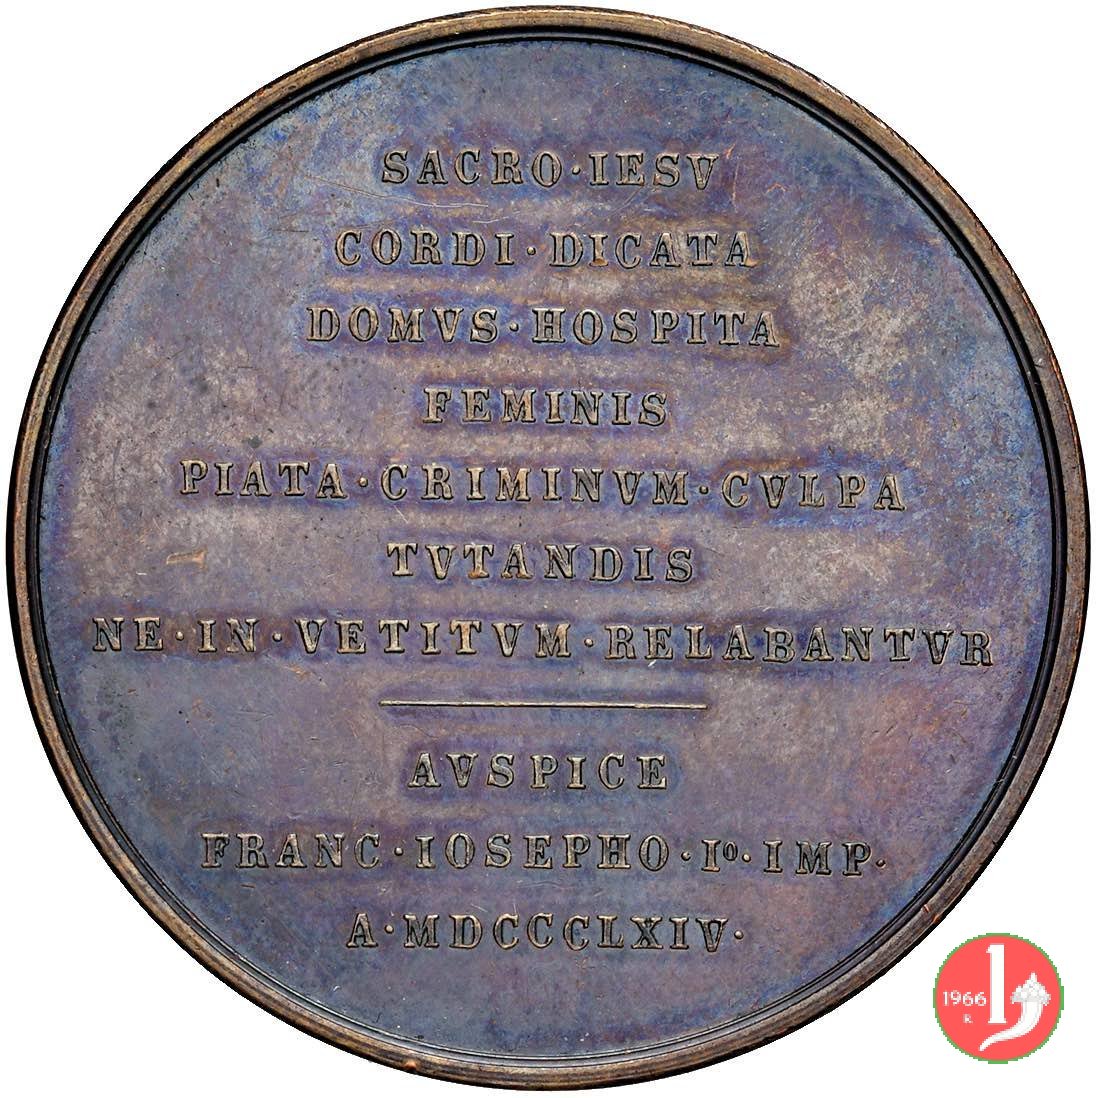 SACRO·IESV
CORDI·DICATA
DOMVS·HOSPITA
FEMINIS
PIATA·CRIMINVM·CVLPA
TVTANDIS
NE·IN·VETITVM·RELABANTVR
AVSPICE
FRANC·IOSEPHO·Iº·IMP·
A·MDCCCLXIV·
1966
R